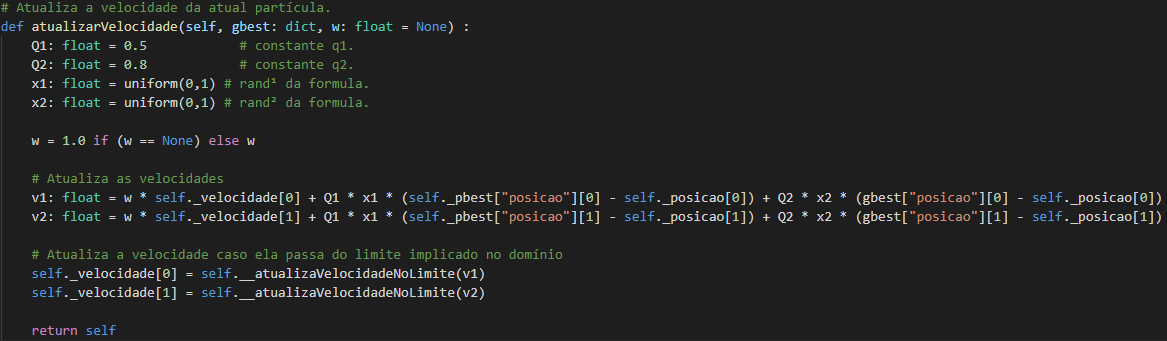 # Atualiza a velocidade da atual partícula.
def atualizarVelocidade(self, gbest: dict, w: float = None) :
    Q1: float = 0.5            # constante q1.
    Q2: float = 0.8            # constante q2.
    x1: float = uniform(0,1) # rand¹ da formula.
    x2: float = uniform(0,1) # rand² da formula.

    w = 1.0 if (w == None) else w

    # Atualiza as velocidades
    v1: float = w * self._velocidade[0] + Q1 * x1 * (self._pbest["posicao"][0] - self._posicao[0]) + Q2 * x2 * (gbest["posicao"][0] - self._posicao[0])
    v2: float = w * self._velocidade[1] + Q1 * x1 * (self._pbest["posicao"][1] - self._posicao[1]) + Q2 * x2 * (gbest["posicao"][1] - self._posicao[1])

    # Atualiza a velocidade caso ela passa do limite implicado no domínio
    self._velocidade[0] = self.__atualizaVelocidadeNoLimite(v1)
    self._velocidade[1] = self.__atualizaVelocidadeNoLimite(v2)

    return self